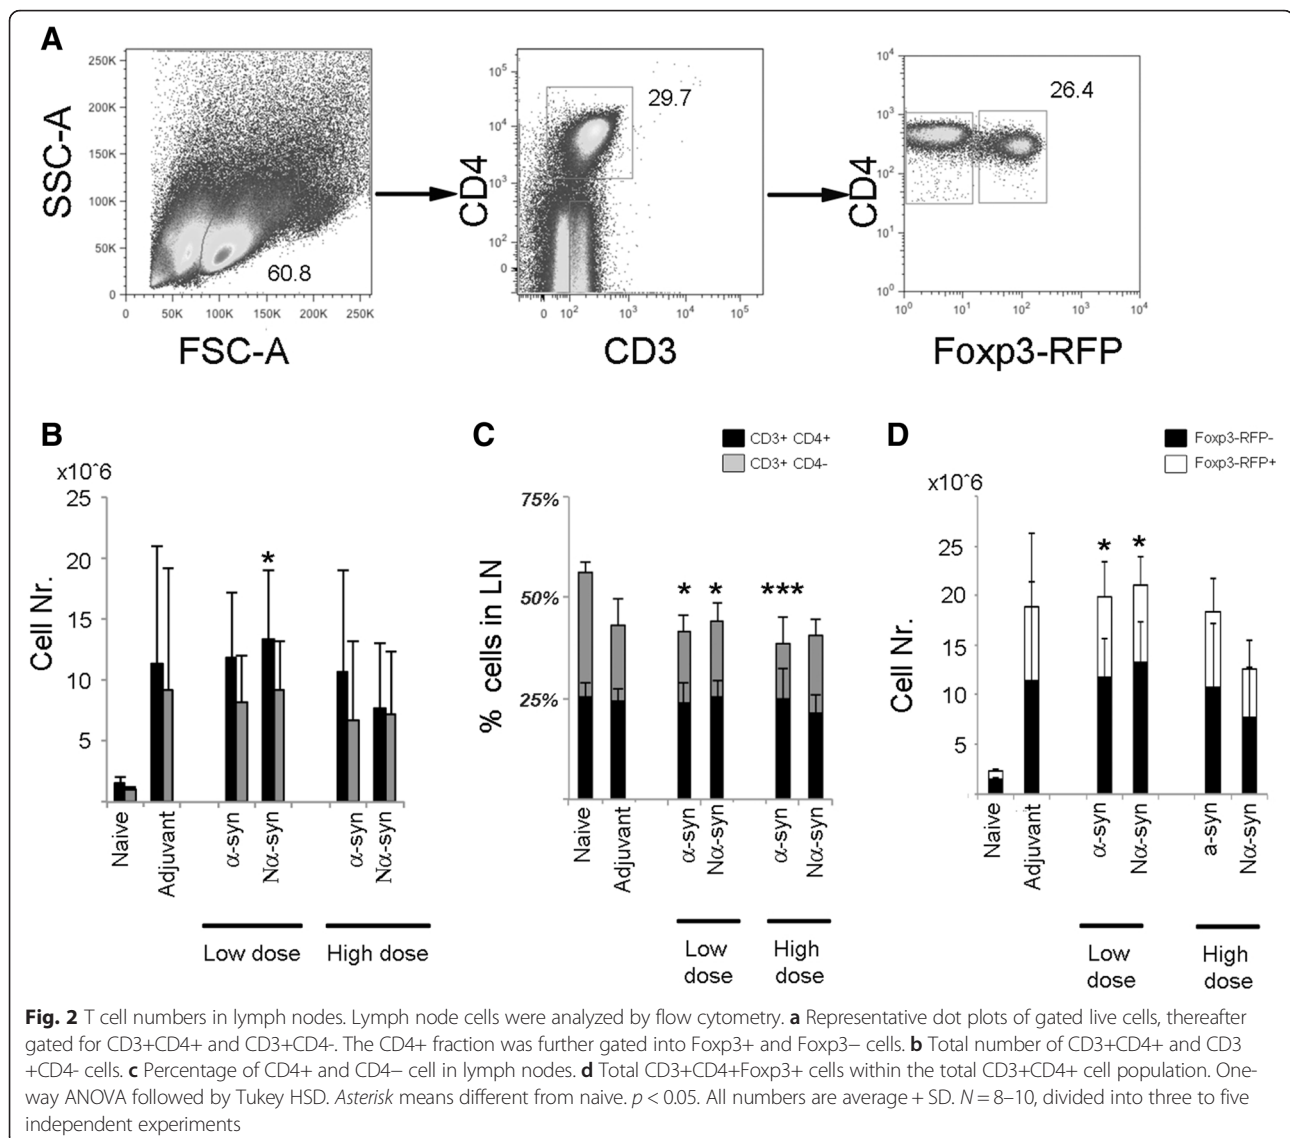 A
SSC-A
250K
200K
150K
100K
50K
0
60.8
0 50K 100K 150K 200K 250K
FSC-A
CD4
10^5
10^4
10^3
10^2
0
29.7
0 10^2 10^3 10^4 10^5
CD3
CD4
10^4
10^3
10^2
10^1
10^0
26.4
10^0 10^1 10^2 10^3 10^4
Foxp3-RFP
B
x10^6
Cell Nr.
25
20
15
10
5
*
Naive
Adjuvant
α-syn
Nα-syn
α-syn
Nα-syn
Low dose
High dose
C
CD3+ CD4+
CD3+ CD4-
% cells in LN
75%
50%
25%
* * ***
Naive
Adjuvant
α-syn
Nα-syn
α-syn
Nα-syn
Low
dose
High
dose
D
Foxp3-RFP-
Foxp3-RFP+
x10^6
Cell Nr.
25
20
15
10
5
* *
Naive
Adjuvant
α-syn
Nα-syn
a-syn
Nα-syn
Low
dose
High
dose
Fig. 2 T cell numbers in lymph nodes. Lymph node cells were analyzed by flow cytometry. a Representative dot plots of gated live cells, thereafter
gated for CD3+CD4+ and CD3+CD4-. The CD4+ fraction was further gated into Foxp3+ and Foxp3− cells. b Total number of CD3+CD4+ and CD3
+CD4- cells. c Percentage of CD4+ and CD4− cell in lymph nodes. d Total CD3+CD4+Foxp3+ cells within the total CD3+CD4+ cell population. One-
way ANOVA followed by Tukey HSD. Asterisk means different from naive. p < 0.05. All numbers are average + SD. N = 8–10, divided into three to five
independent experiments